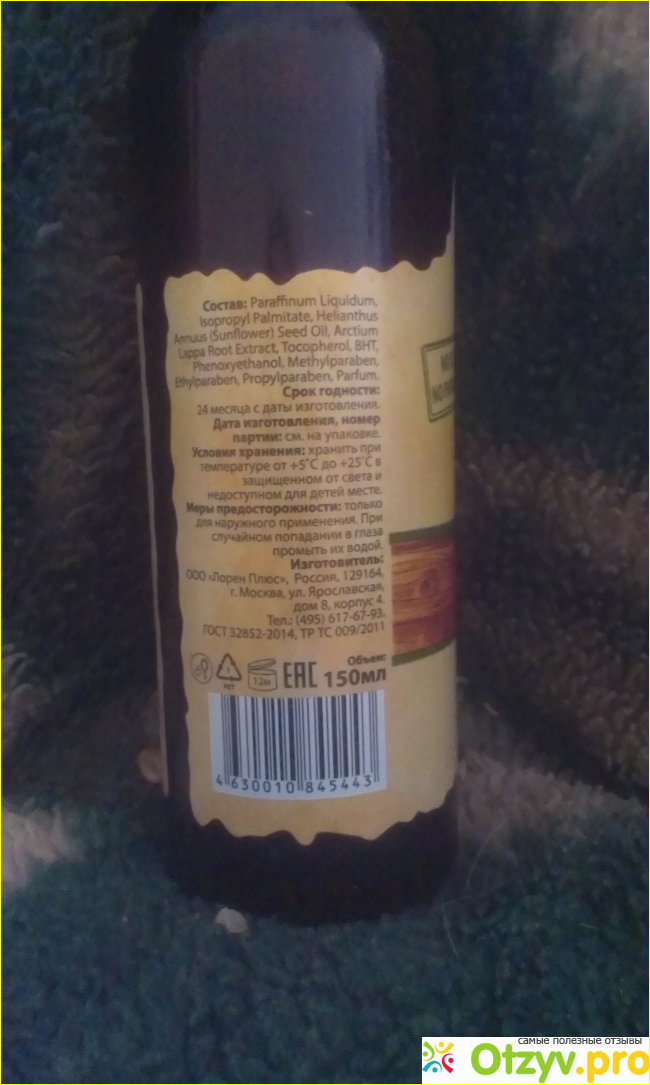 Состав: Paraffinum Liquidum,
Isopropyl Palmitate, Helianthus
Annuus (Sunflower) Seed Oil, Arctium
Lappa Root Extract, Tocopherol, BHT,
Phenoxyethanol, Methylparaben,
Ethylparaben, Propylparaben, Parfum.
Срок годности:
24 месяца с даты изготовления.
Дата изготовления, номер
партии: см. на упаковке.
Условия хранения: хранить при
температуре от +5˚С до +25˚С в
защищенном от света и
недоступном для детей месте.
Меры предосторожности: только
для наружного применения. При
случайном попадании в глаза
промыть их водой.
Изготовитель:
ООО «Лорен Плюс», Россия, 129164,
г. Москва, ул. Ярославская,
дом 8, корпус 4.
Тел.: (495) 617-67-93.
ГОСТ 32852-2014, ТР ТС 009/2011
1
12м
EAC
Объем:
150мл
4 630010 845443
самые полезные отзывы
Otzyv.pro